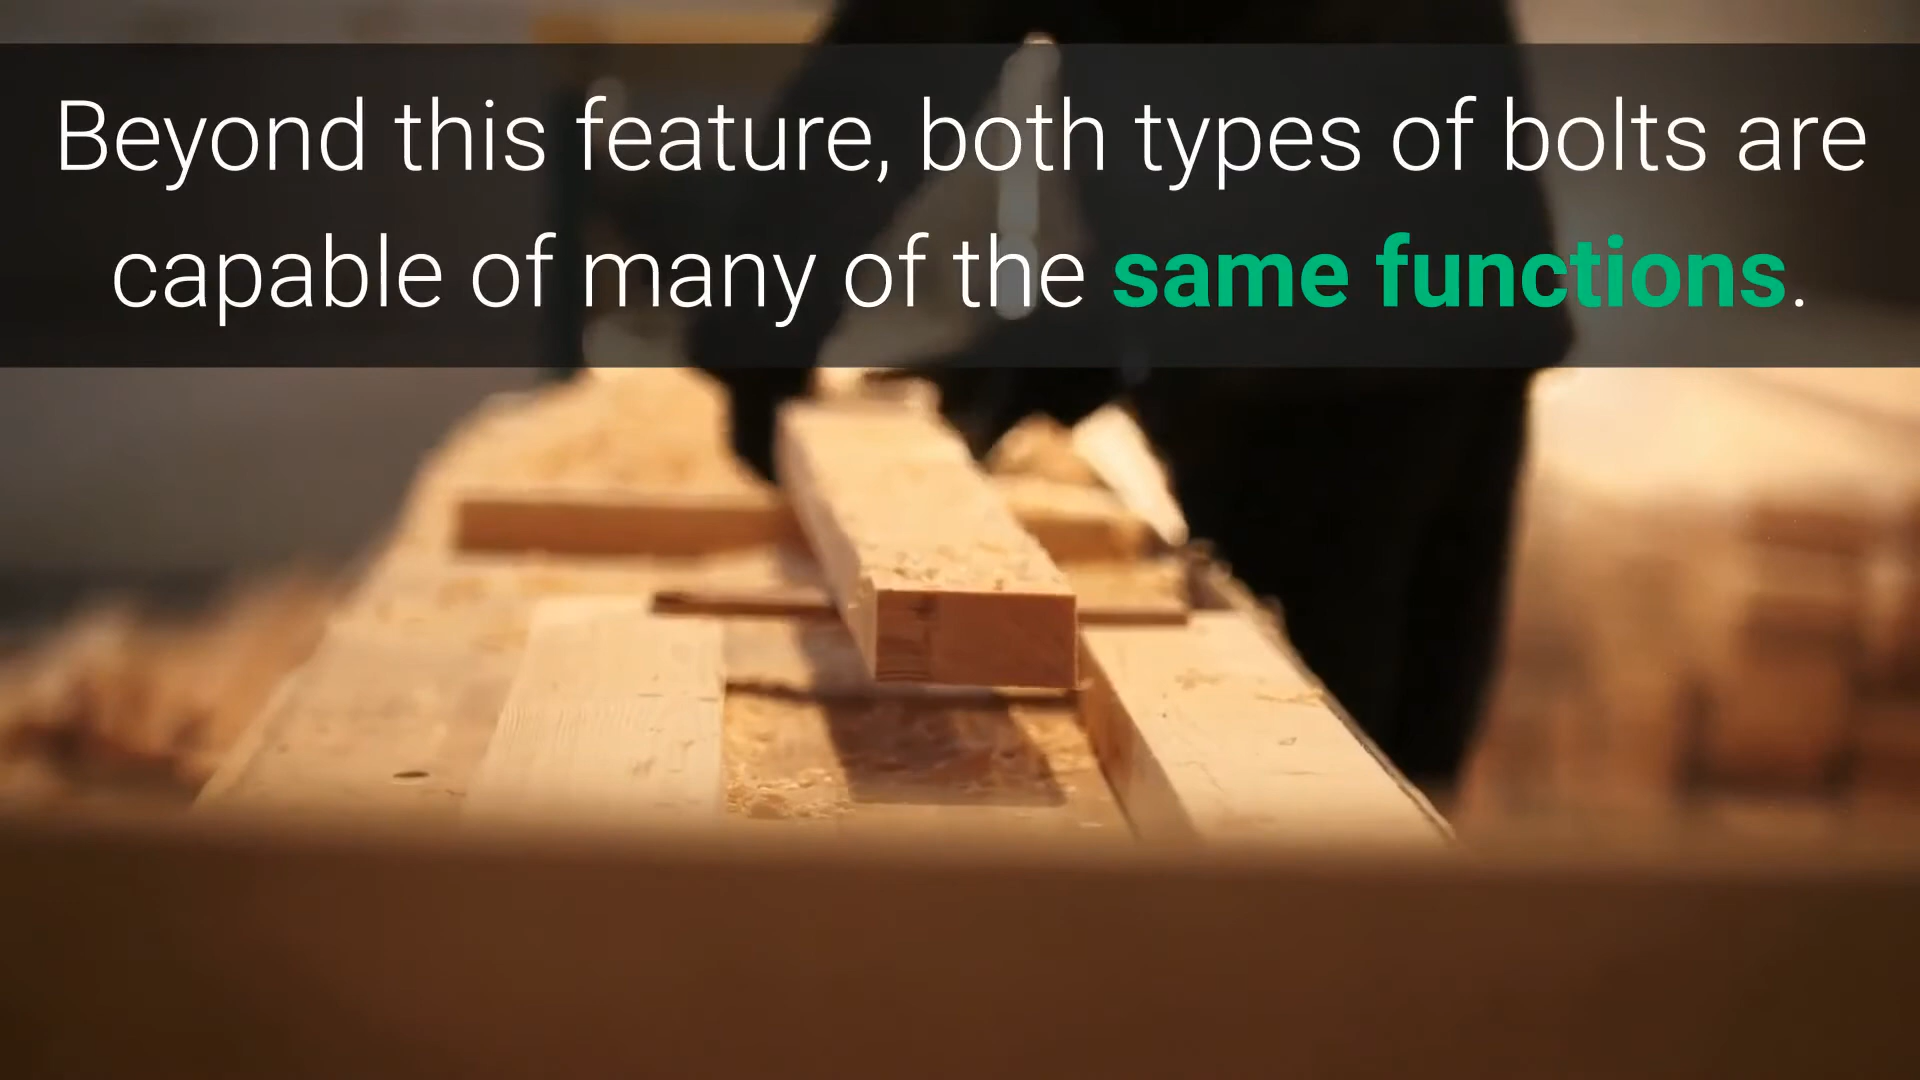 Beyond this feature, both types of bolts are
capable of many of the same functions.